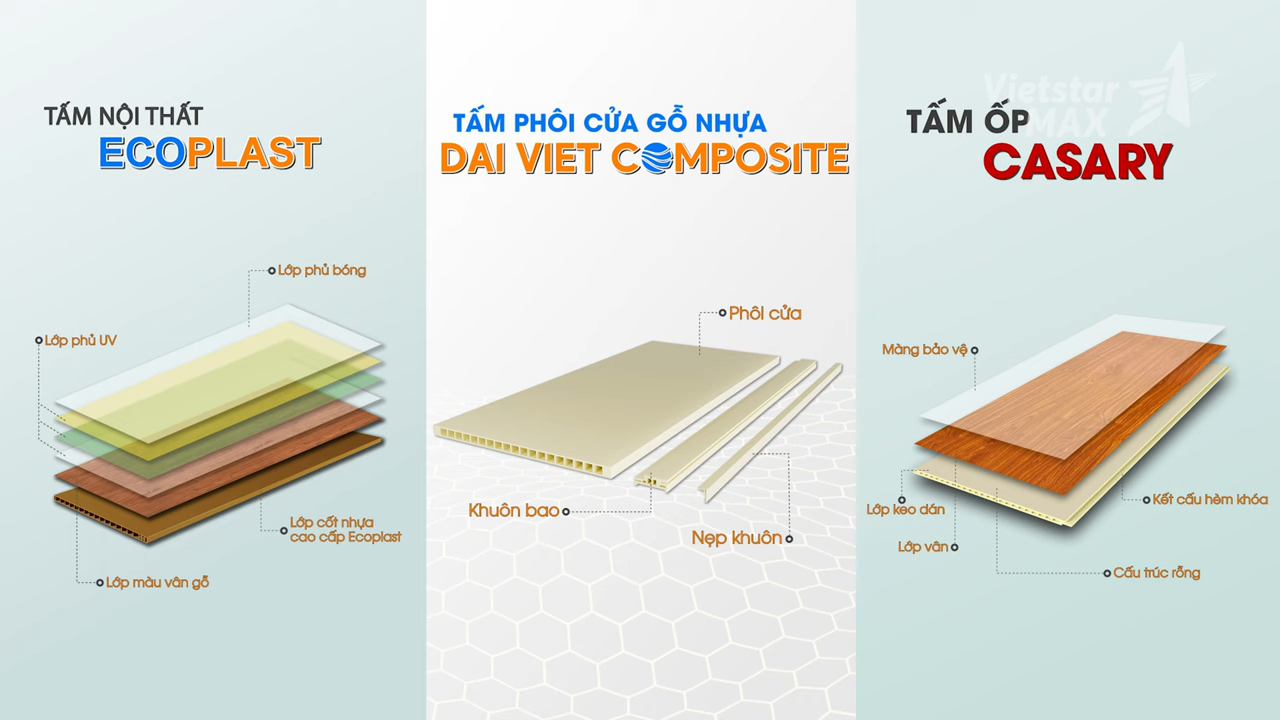 TẤM NỘI THẤT
ECOPLAST
Lớp phủ bóng
Lớp phủ UV
Lớp cốt nhựa
cao cấp Ecoplast
Lớp màu vân gỗ
TẤM PHÔI CỬA GỖ NHỰA
DAI VIET COMPOSITE
Phôi cửa
Khuôn bao
Nẹp khuôn
Vietstar
MAX
TẤM ỐP
CASARY
Màng bảo vệ
Lớp keo dán
Lớp vân
Kết cấu hèm khóa
Cấu trúc rỗng